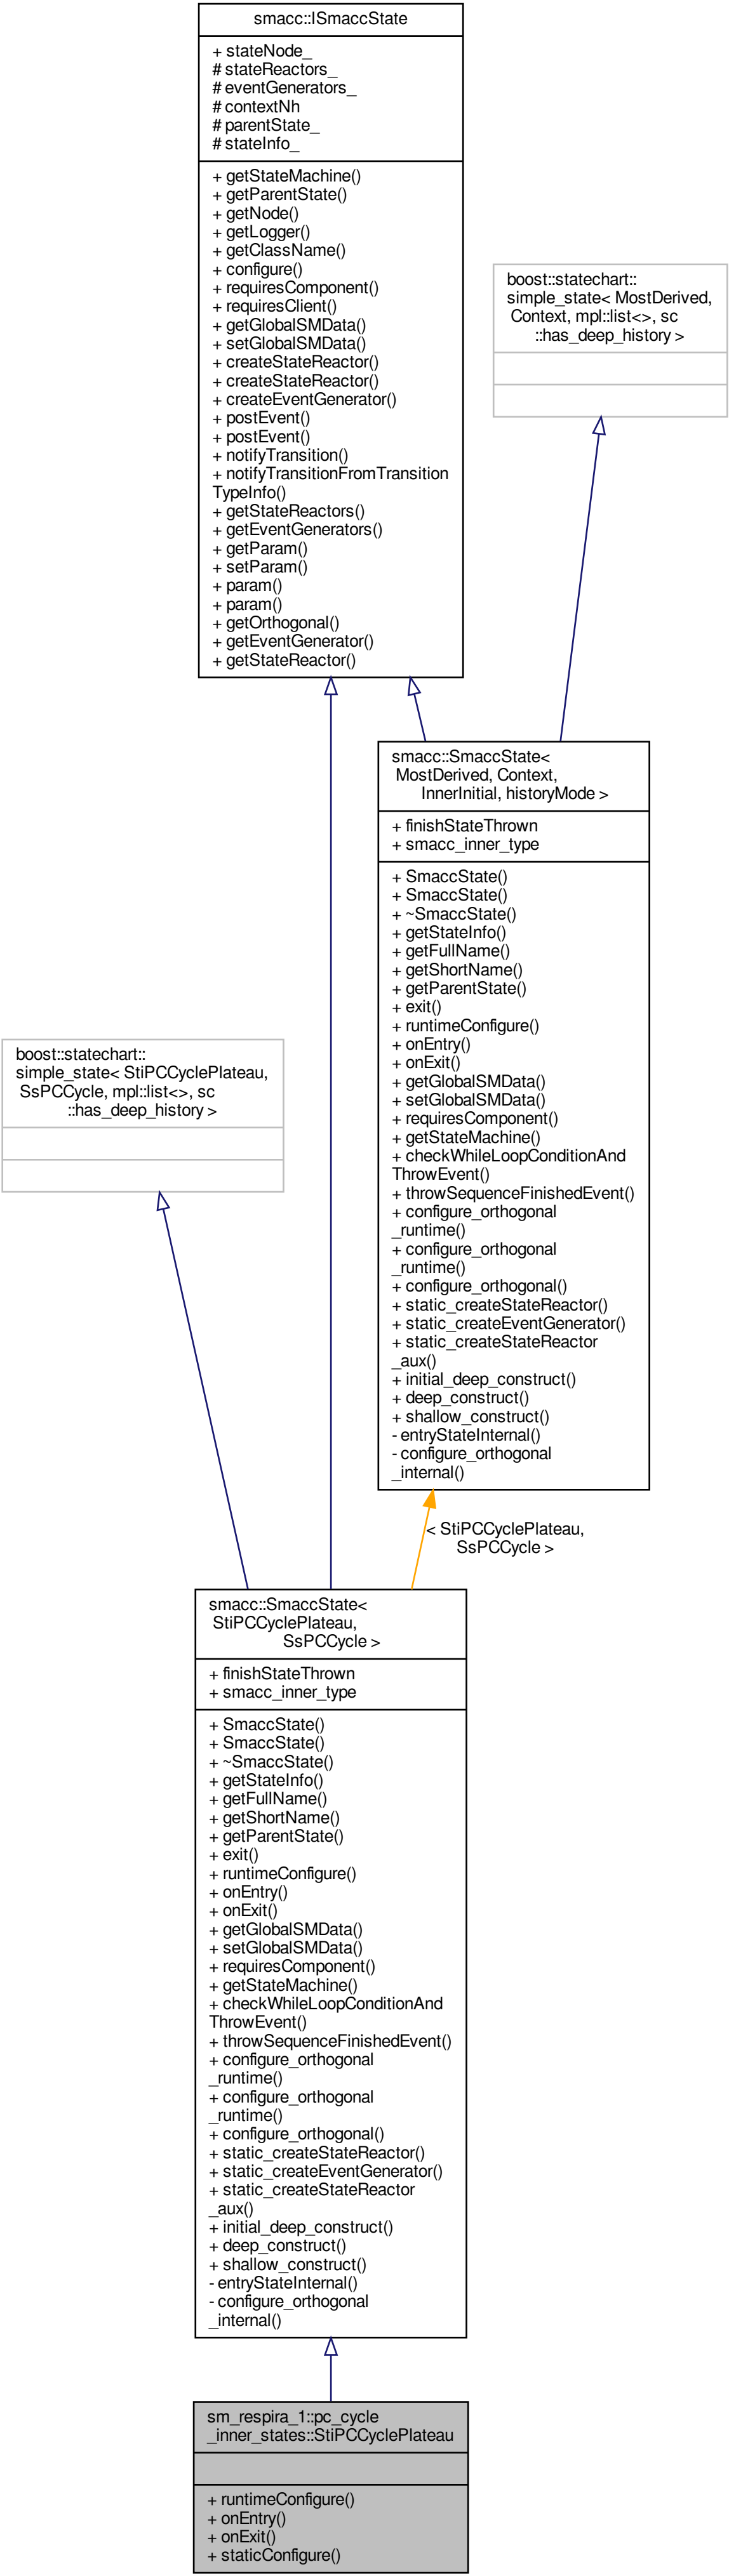 smacc::ISmaccState
+ stateNode_
# stateReactors_
# eventGenerators_
# contextNh
# parentState_
# stateInfo_
+ getStateMachine()
+ getParentState()
+ getNode()
+ getLogger()
+ getClassName()
+ configure()
+ requiresComponent()
+ requiresClient()
+ getGlobalSMData()
+ setGlobalSMData()
+ createStateReactor()
+ createStateReactor()
+ createEventGenerator()
+ postEvent()
+ postEvent()
+ notifyTransition()
+ notifyTransitionFromTransition
TypeInfo()
+ getStateReactors()
+ getEventGenerators()
+ getParam()
+ setParam()
+ param()
+ param()
+ getOrthogonal()
+ getEventGenerator()
+ getStateReactor()
boost::statechart::
simple_state< MostDerived,
Context, mpl::list<>, sc
::has_deep_history >
smacc::SmaccState<
MostDerived, Context,
InnerInitial, historyMode >
+ finishStateThrown
+ smacc_inner_type
+ SmaccState()
+ SmaccState()
+ ~SmaccState()
+ getStateInfo()
+ getFullName()
+ getShortName()
+ getParentState()
+ exit()
+ runtimeConfigure()
+ onEntry()
+ onExit()
+ getGlobalSMData()
+ setGlobalSMData()
+ requiresComponent()
+ getStateMachine()
+ checkWhileLoopConditionAnd
ThrowEvent()
+ throwSequenceFinishedEvent()
+ configure_orthogonal
_runtime()
+ configure_orthogonal
_runtime()
+ configure_orthogonal()
+ static_createStateReactor()
+ static_createEventGenerator()
+ static_createStateReactor
_aux()
+ initial_deep_construct()
+ deep_construct()
+ shallow_construct()
- entryStateInternal()
- configure_orthogonal
_internal()
boost::statechart::
simple_state< StiPCCyclePlateau,
SsPCCycle, mpl::list<>, sc
::has_deep_history >
< StiPCCyclePlateau,
SsPCCycle >
smacc::SmaccState<
StiPCCyclePlateau,
SsPCCycle >
+ finishStateThrown
+ smacc_inner_type
+ SmaccState()
+ SmaccState()
+ ~SmaccState()
+ getStateInfo()
+ getFullName()
+ getShortName()
+ getParentState()
+ exit()
+ runtimeConfigure()
+ onEntry()
+ onExit()
+ getGlobalSMData()
+ setGlobalSMData()
+ requiresComponent()
+ getStateMachine()
+ checkWhileLoopConditionAnd
ThrowEvent()
+ throwSequenceFinishedEvent()
+ configure_orthogonal
_runtime()
+ configure_orthogonal
_runtime()
+ configure_orthogonal()
+ static_createStateReactor()
+ static_createEventGenerator()
+ static_createStateReactor
_aux()
+ initial_deep_construct()
+ deep_construct()
+ shallow_construct()
- entryStateInternal()
- configure_orthogonal
_internal()
sm_respira_1::pc_cycle
_inner_states::StiPCCyclePlateau
+ runtimeConfigure()
+ onEntry()
+ onExit()
+ staticConfigure()